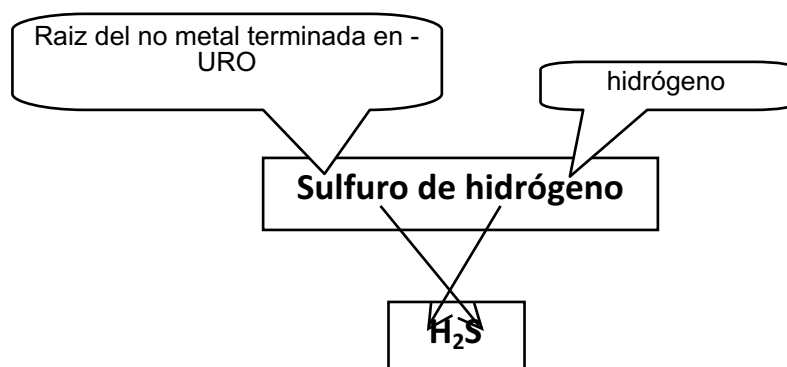 Raiz del no metal terminada en -
URO
hidrógeno
Sulfuro de hidrógeno
H₂S